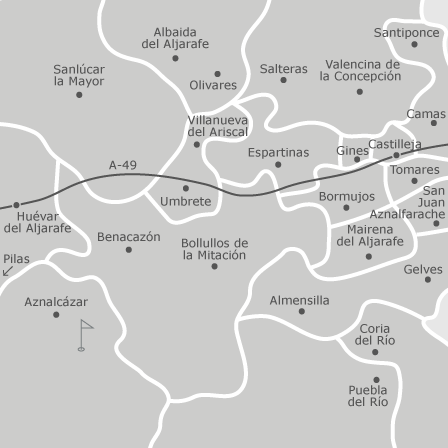 Santiponce
Albaida
del Aljarafe
Sanlúcar
la Mayor
Olivares
Salteras
Valencina de
la Concepción
Camas
Villanueva
del Ariscal
Espartinas
Gines
Castilleja
A-49
Tomares
Umbrete
Bormujos
San
Juan
Aznalfarache
Huévar
del Aljarafe
Mairena
del Aljarafe
Benacazón
Bollullos de
la Mitación
Pilas
Gelves
Aznalcázar
Almensilla
Coria
del Río
Puebla
del Río